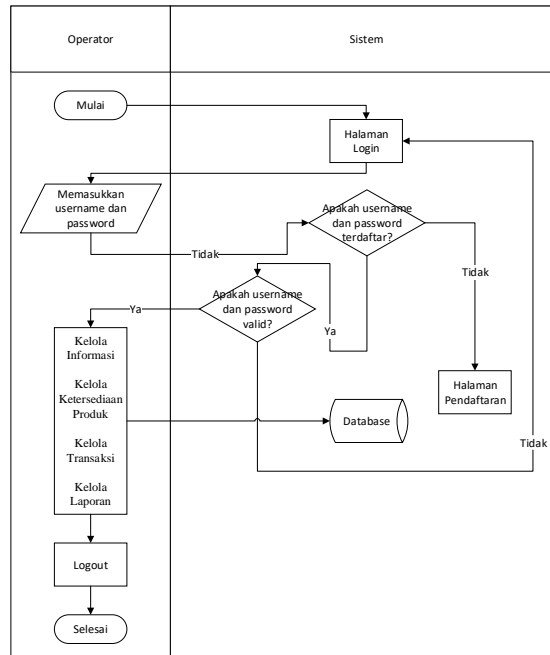 Operator
Sistem
Mulai
Halaman
Login
Memasukkan
username dan
password
Apakah username
dan password
terdaftar?
Tidak
Tidak
Apakah username
dan password
valid?
Ya
Ya
Kelola
Informasi
Kelola
Ketersediaan
Produk
Kelola
Transaksi
Kelola
Laporan
Halaman
Pendaftaran
Database
Tidak
Logout
Selesai